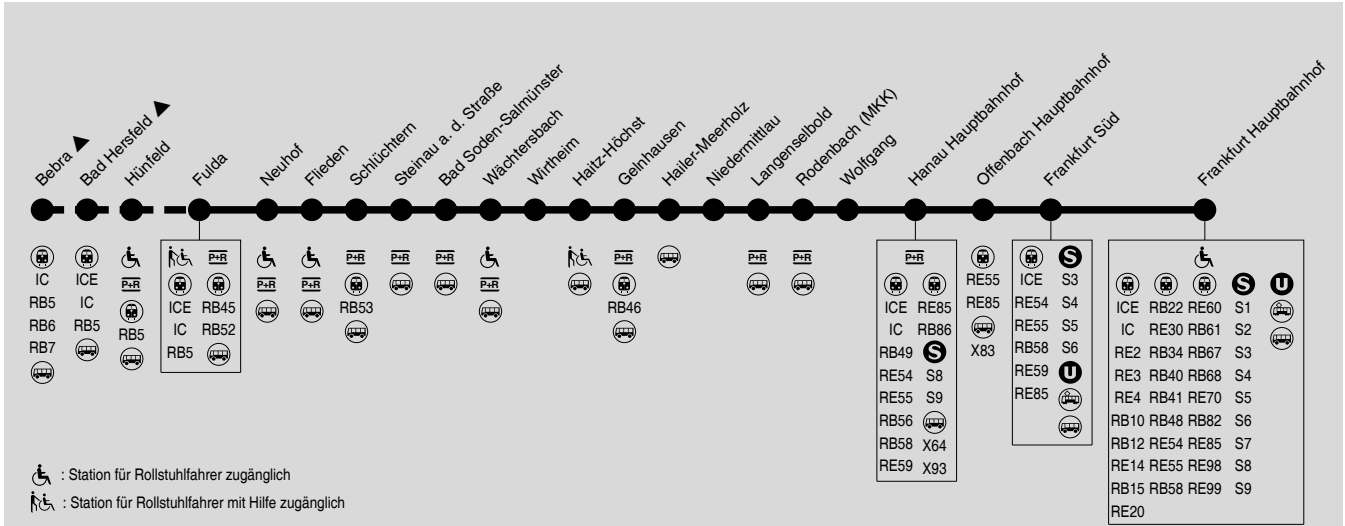 Bebra ▶
Bad Hersfeld ▶
Hünfeld
Fulda
Neuhof
Flieden
Schlüchtern
Steinau a. d. Straße
Bad Soden-Salmünster
Wächtersbach
Wirtheim
Haitz-Höchst
Gelnhausen
Hailer-Meerholz
Niedermittlau
Langenselbold
Rodenbach (MKK)
Wolfgang
Hanau Hauptbahnhof
Offenbach Hauptbahnhof
Frankfurt Süd
Frankfurt Hauptbahnhof
IC
RB5
RB6
RB7
ICE
IC
RB5
P+R
RB5
P+R
ICE RB45
IC RB52
RB5
P+R
P+R
P+R
RB53
P+R
P+R
P+R
P+R
RB46
P+R
P+R
P+R
ICE RE85
IC RB86
RB49 S
RE54 S8
RE55 S9
RB56
RB58 X64
RE59 X93
RE55
RE85
X83
S
ICE S3
RE54 S4
RE55 S5
RB58 S6
RE59 U
RE85
S U
ICE RB22 RE60 S1
IC RE30 RB61 S2
RE2 RB34 RB67 S3
RE3 RB40 RB68 S4
RE4 RB41 RE70 S5
RB10 RB48 RB82 S6
RB12 RE54 RE85 S7
RE14 RE55 RE98 S8
RB15 RB58 RE99 S9
RE20
: Station für Rollstuhlfahrer zugänglich
: Station für Rollstuhlfahrer mit Hilfe zugänglich